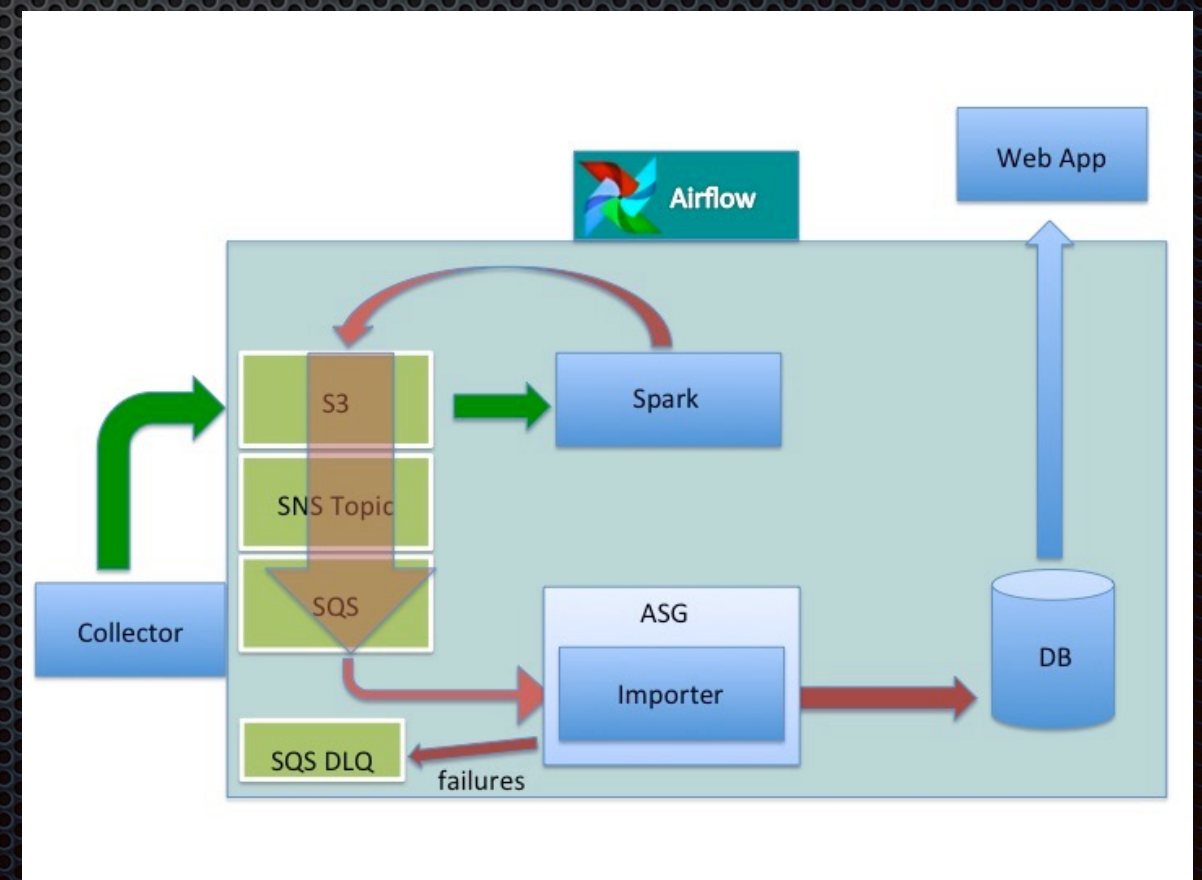 Web App
Airflow
S3
Spark
SNS Topic
SQS
Collector
ASG
Importer
DB
SQS DLQ
failures